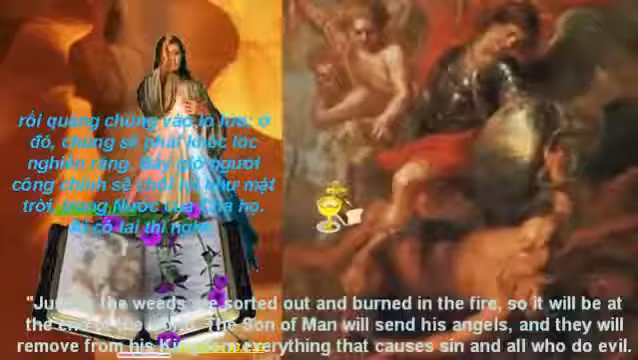 rồi quăng chúng vào lò lửa; ở
đó, chúng sẽ phải khóc lóc
nghiến răng. Bấy giờ người
công chính sẽ chói lọi như mặt
trời, trong Nước của Cha họ.
Ai có tai thì nghe
"Just as the weeds are sorted out and burned in the fire, so it will be at
the end of the world. The Son of Man will send his angels, and they will
remove from his Kingdom everything that causes sin and all who do evil.